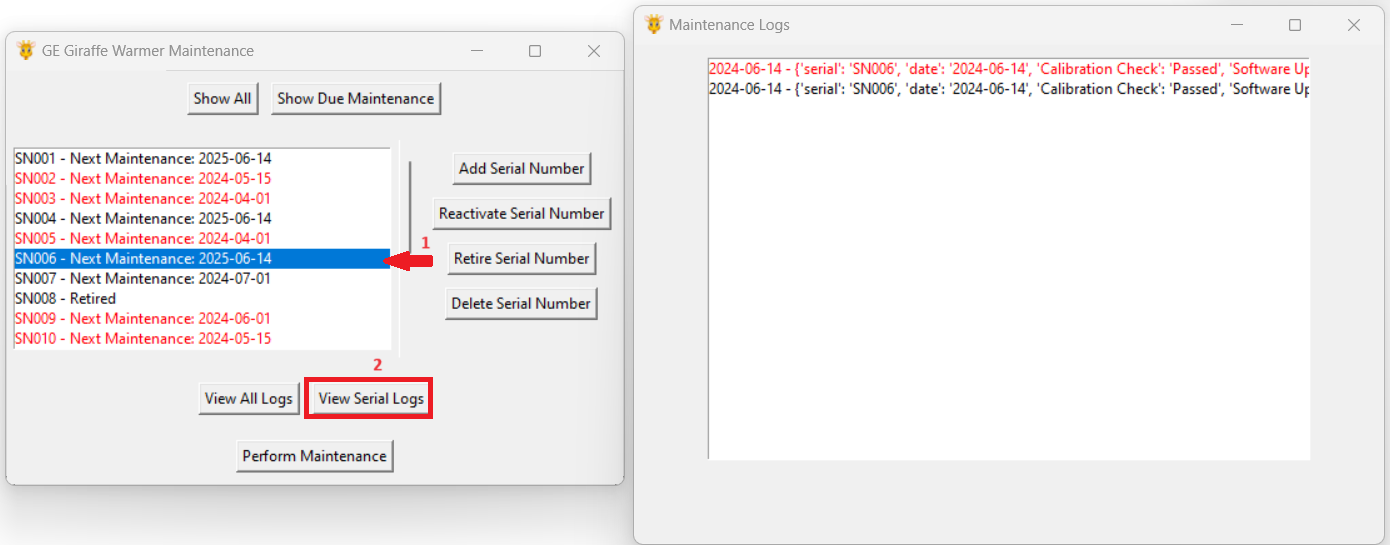 GE Giraffe Warmer Maintenance
Show All
Show Due Maintenance
SN001 - Next Maintenance: 2025-06-14
SN002 - Next Maintenance: 2024-05-15
SN003 - Next Maintenance: 2024-04-01
SN004 - Next Maintenance: 2025-06-14
SN005 - Next Maintenance: 2024-04-01
SN006 - Next Maintenance: 2025-06-14
SN007 - Next Maintenance: 2024-07-01
SN008 - Retired
SN009 - Next Maintenance: 2024-06-01
SN010 - Next Maintenance: 2024-05-15
1
Add Serial Number
Reactivate Serial Number
Retire Serial Number
Delete Serial Number
2
View All Logs
View Serial Logs
Perform Maintenance
Maintenance Logs
2024-06-14 - {'serial': 'SN006', 'date': '2024-06-14', 'Calibration Check': 'Passed', 'Software Up
2024-06-14 - {'serial': 'SN006', 'date': '2024-06-14', 'Calibration Check': 'Passed', 'Software Up